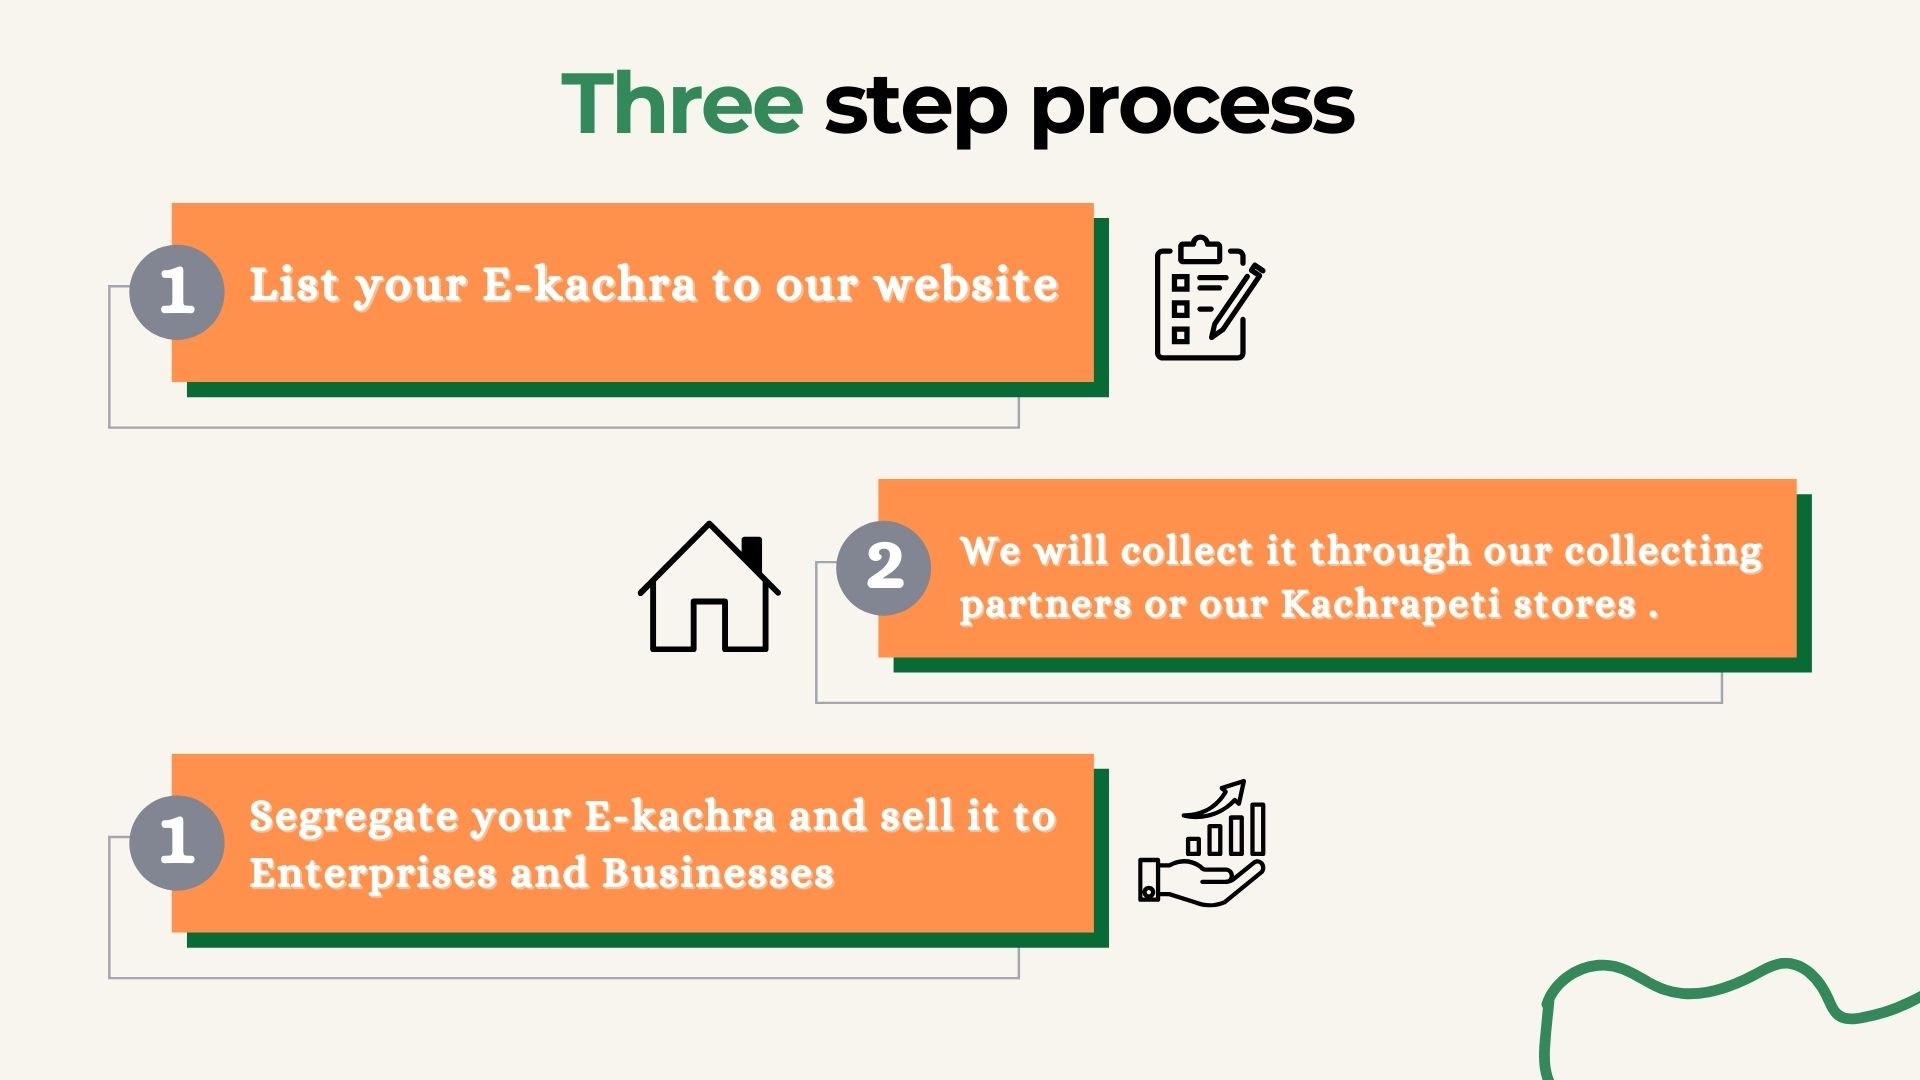 Three step process
1
List your E-kachra to our website
2
We will collect it through our collecting
partners or our Kachrapeti stores .
1
Segregate your E-kachra and sell it to
Enterprises and Businesses